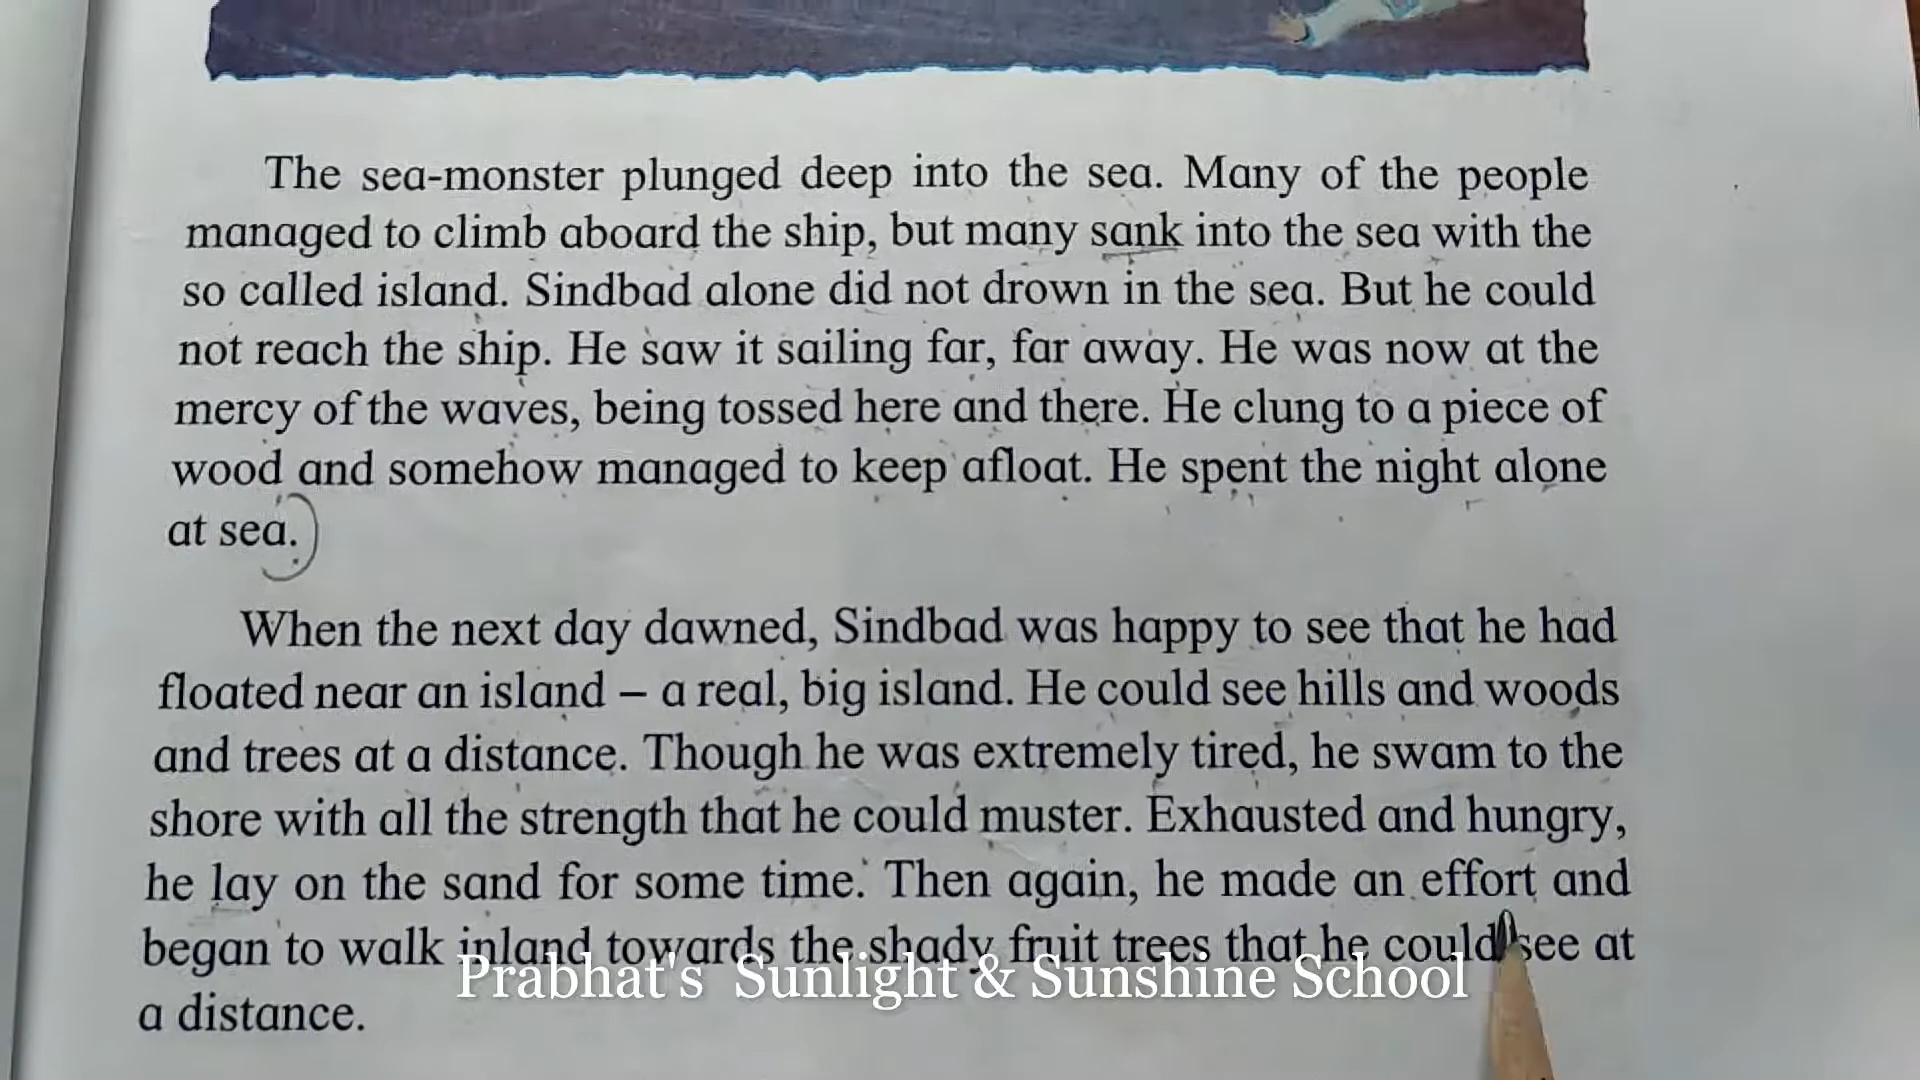 The sea-monster plunged deep into the sea. Many of the people
managed to climb aboard the ship, but many sank into the sea with the
so called island. Sindbad alone did not drown in the sea. But he could
not reach the ship. He saw it sailing far, far away. He was now at the
mercy of the waves, being tossed here and there. He clung to a piece of
wood and somehow managed to keep afloat. He spent the night alone
at sea.)
When the next day dawned, Sindbad was happy to see that he had
floated near an island – a real, big island. He could see hills and woods
and trees at a distance. Though he was extremely tired, he swam to the
shore with all the strength that he could muster. Exhausted and hungry,
he lay on the sand for some time. Then again, he made an effort and
began to walk inland towards the shady fruit trees that he could see at
Prabhat's Sunlight & Sunshine School
a distance.